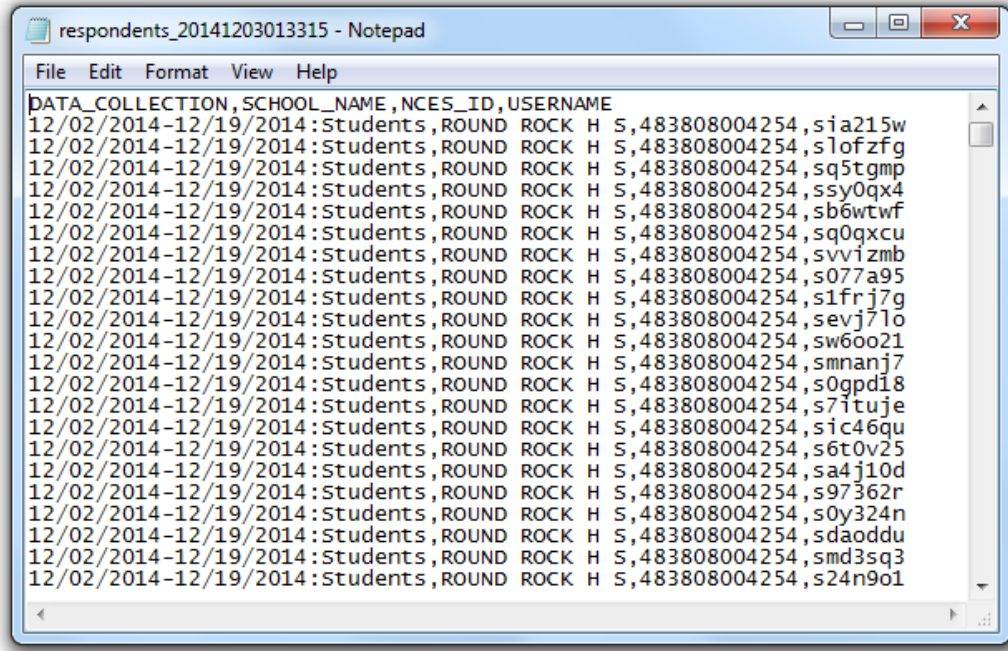 respondents_20141203013315 - Notepad
File Edit Format View Help
DATA_COLLECTION,SCHOOL_NAME,NCES_ID,USERNAME
12/02/2014-12/19/2014:Students,ROUND ROCK H S,483808004254,sia215w
12/02/2014-12/19/2014:Students,ROUND ROCK H S,483808004254,slofzfg
12/02/2014-12/19/2014:Students,ROUND ROCK H S,483808004254,sq5tgmp
12/02/2014-12/19/2014:Students,ROUND ROCK H S,483808004254,ssy0qx4
12/02/2014-12/19/2014:Students,ROUND ROCK H S,483808004254,sb6wtwf
12/02/2014-12/19/2014:Students,ROUND ROCK H S,483808004254,sq0qxcu
12/02/2014-12/19/2014:Students,ROUND ROCK H S,483808004254,svvizmb
12/02/2014-12/19/2014:Students,ROUND ROCK H S,483808004254,s077a95
12/02/2014-12/19/2014:Students,ROUND ROCK H S,483808004254,s1frj7g
12/02/2014-12/19/2014:Students,ROUND ROCK H S,483808004254,sevj7lo
12/02/2014-12/19/2014:Students,ROUND ROCK H S,483808004254,sw6oo21
12/02/2014-12/19/2014:Students,ROUND ROCK H S,483808004254,smnanj7
12/02/2014-12/19/2014:Students,ROUND ROCK H S,483808004254,s0gpd18
12/02/2014-12/19/2014:Students,ROUND ROCK H S,483808004254,s7ituje
12/02/2014-12/19/2014:Students,ROUND ROCK H S,483808004254,sic46qu
12/02/2014-12/19/2014:Students,ROUND ROCK H S,483808004254,s6t0v25
12/02/2014-12/19/2014:Students,ROUND ROCK H S,483808004254,sa4j10d
12/02/2014-12/19/2014:Students,ROUND ROCK H S,483808004254,s97362r
12/02/2014-12/19/2014:Students,ROUND ROCK H S,483808004254,s0y324n
12/02/2014-12/19/2014:Students,ROUND ROCK H S,483808004254,sdaoddu
12/02/2014-12/19/2014:Students,ROUND ROCK H S,483808004254,smd3sq3
12/02/2014-12/19/2014:Students,ROUND ROCK H S,483808004254,s24n9o1